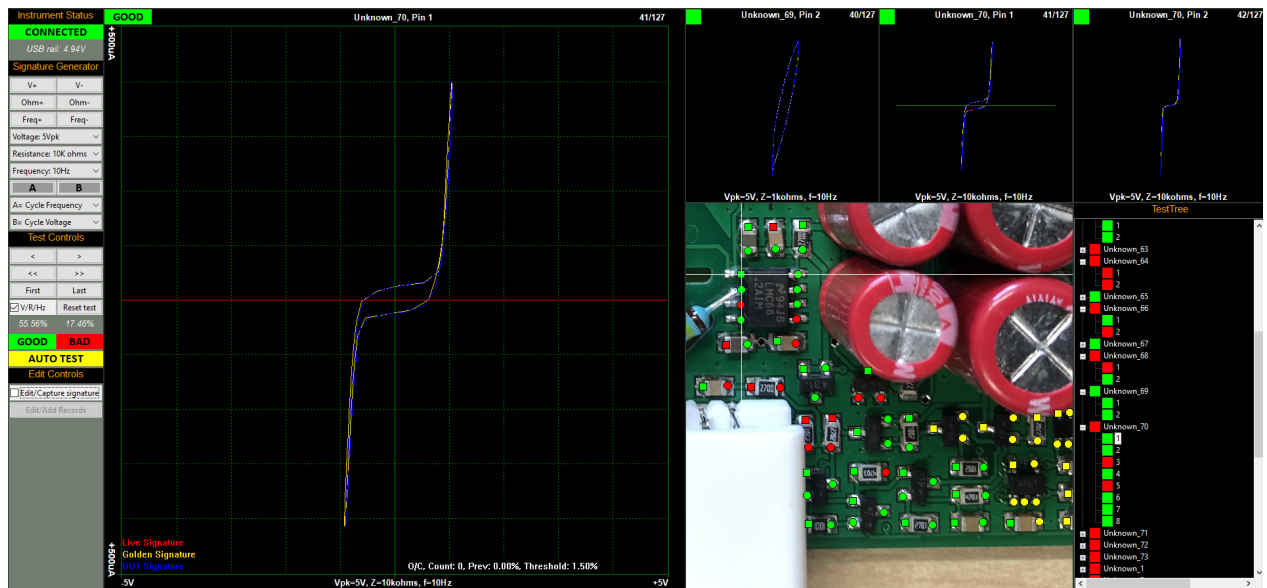 Instrument Status
CONNECTED
USB rail: 4.94V
Signature Generator
V+ V-
Ohm+ Ohm-
Freq+ Freq-
Voltage: 5Vpk
Resistance: 10K ohms
Frequency: 10Hz
A B
A= Cycle Frequency
B= Cycle Voltage
Test Controls
< >
<< >>
First Last
V/R/Hz Reset test
55.56% 17.46%
GOOD BAD
AUTO TEST
Edit Controls
Edit/Capture signature
Edit/Add Records
GOOD Unknown_70, Pin 1 41/127
+500uA
Live Signature
Golden Signature
DUT Signature
O/C, Count: 0, Prev: 0.00%, Threshold: 1.50%
+500uA
-5V Vpk=5V, Z=10kohms, f=10Hz +5V
Unknown_69, Pin 2 40/127
Vpk=5V, Z=1kohms, f=10Hz
Unknown_70, Pin 1 41/127
Vpk=5V, Z=10kohms, f=10Hz
Unknown_70, Pin 2 42/127
Vpk=5V, Z=10kohms, f=10Hz
LMC66
2AIM
2700
431
4703
2701
TestTree
1
2
Unknown_63
Unknown_64
1
2
Unknown_65
Unknown_66
1
2
Unknown_67
Unknown_68
1
2
Unknown_69
1
2
Unknown_70
1
2
3
4
5
6
7
8
Unknown_71
Unknown_72
Unknown_73
Unknown_1